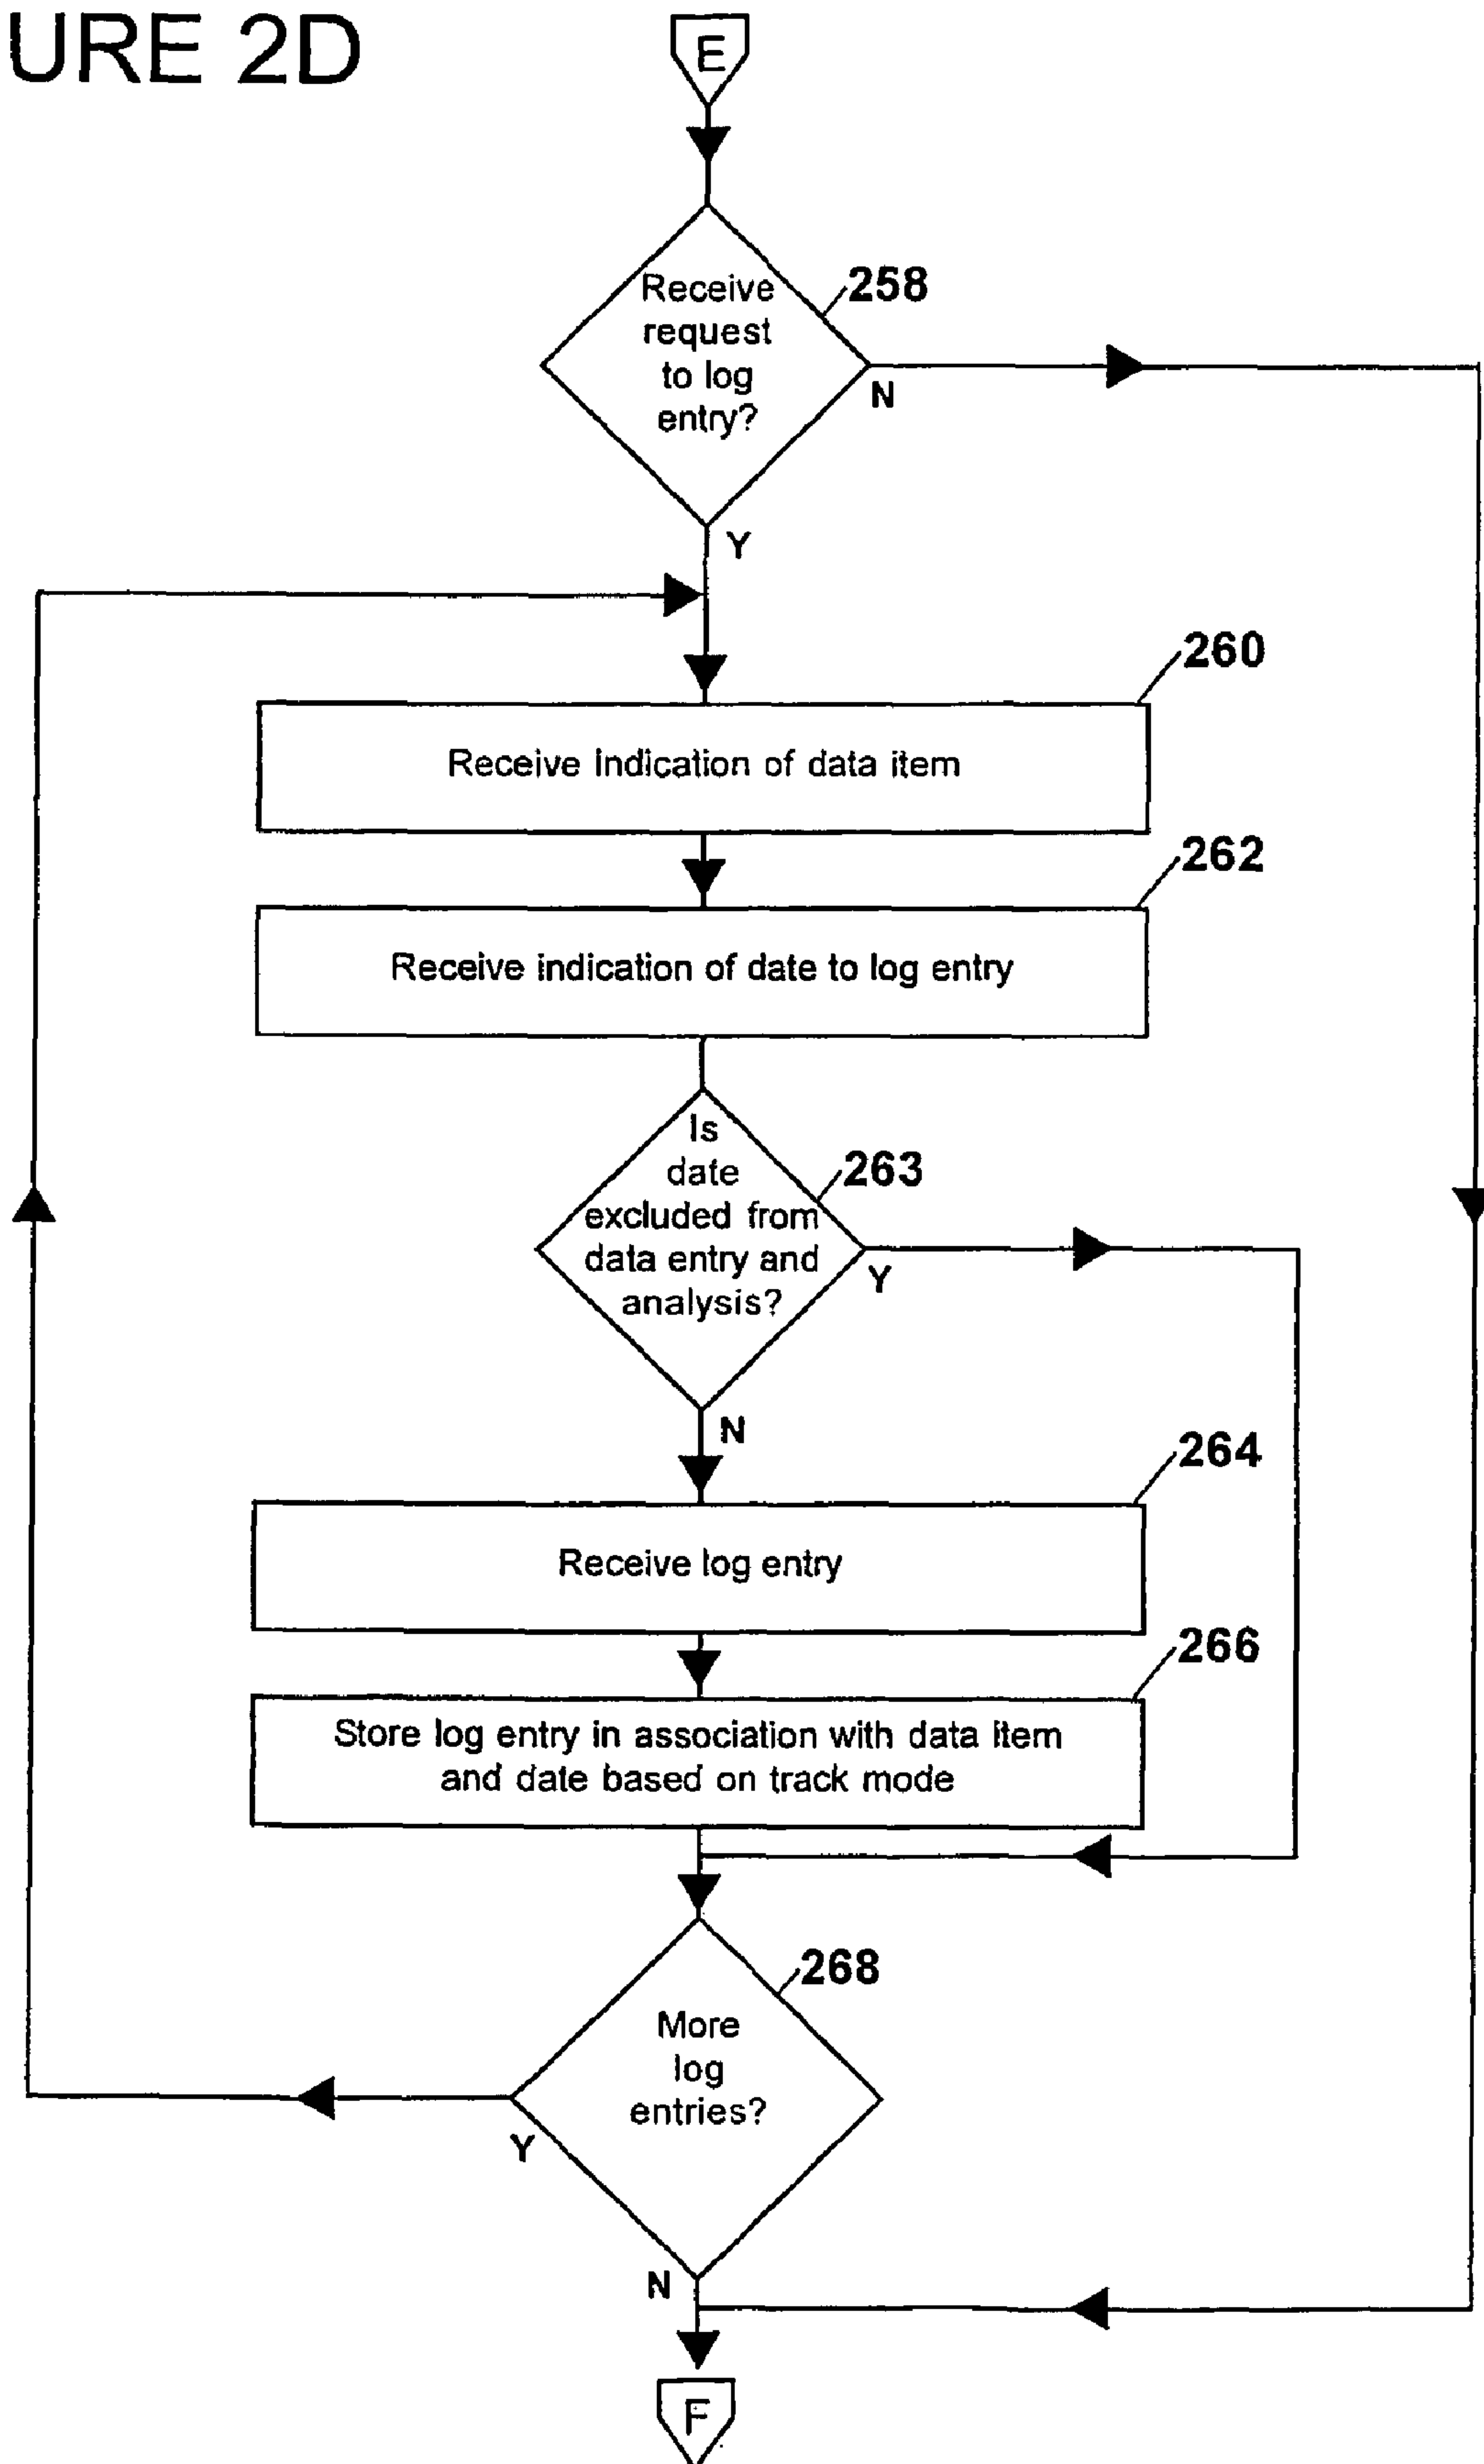 URE 2D
E
Receive
request
to log
entry?
258
N
Y
260
Receive indication of data item
262
Receive indication of date to log entry
Is
date
excluded from
data entry and
analysis?
263
Y
N
264
Receive log entry
266
Store log entry in association with data item
and date based on track mode
268
More
log
entries?
Y
N
F